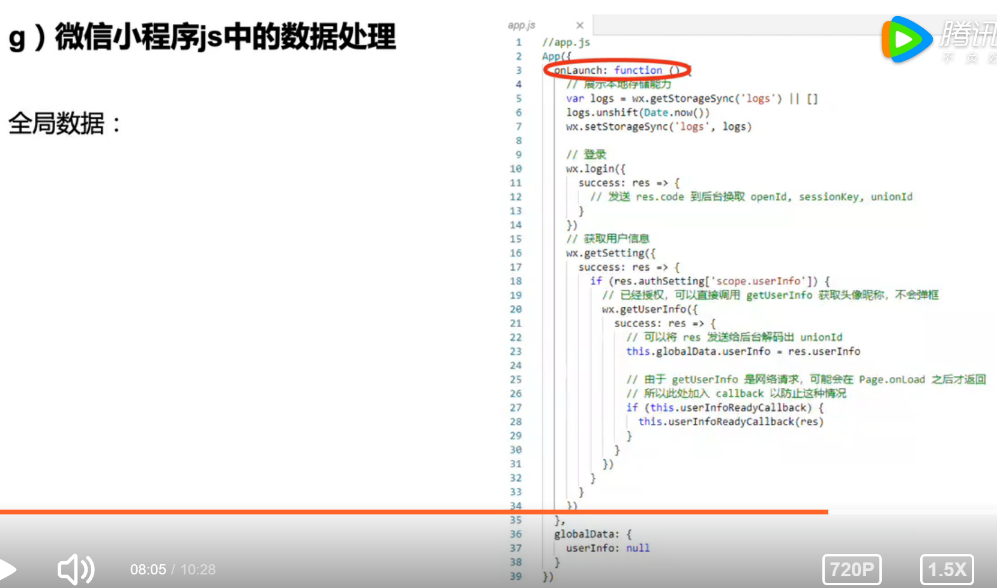 g）微信小程序js中的数据处理
全局数据：
app.js ×
腾讯
1 //app.js
2 App({
3 onLaunch: function ()
4 // 展示本地存储能力
5 var logs = wx.getStorageSync('logs') || []
6 logs.unshift(Date.now())
7 wx.setStorageSync('logs', logs)
8
9 // 登录
10 wx.login({
11 success: res => {
12 // 发送 res.code 到后台换取 openId, sessionKey, unionId
13 }
14 })
15 // 获取用户信息
16 wx.getSetting({
17 success: res => {
18 if (res.authSetting['scope.userInfo']) {
19 // 已经授权，可以直接调用 getUserInfo 获取头像昵称，不会弹框
20 wx.getUserInfo({
21 success: res => {
22 // 可以将 res 发送给后台解码出 unionId
23 this.globalData.userInfo = res.userInfo
24
25 // 由于 getUserInfo 是网络请求，可能会在 Page.onLoad 之后才返回
26 // 所以此处加入 callback 以防止这种情况
27 if (this.userInfoReadyCallback) {
28 this.userInfoReadyCallback(res)
29 }
30 }
31 })
32 }
33 }
34 })
35 },
36 globalData: {
37 userInfo: null
38 }
39 })
08:05 / 10:28
720P
1.5X